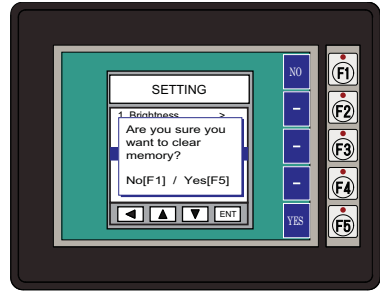 SETTING
1. Brightness >
Are you sure you
want to clear
memory?
No[F1] / Yes[F5]
ENT
NO
-
-
-
YES
F1
F2
F3
F4
F5